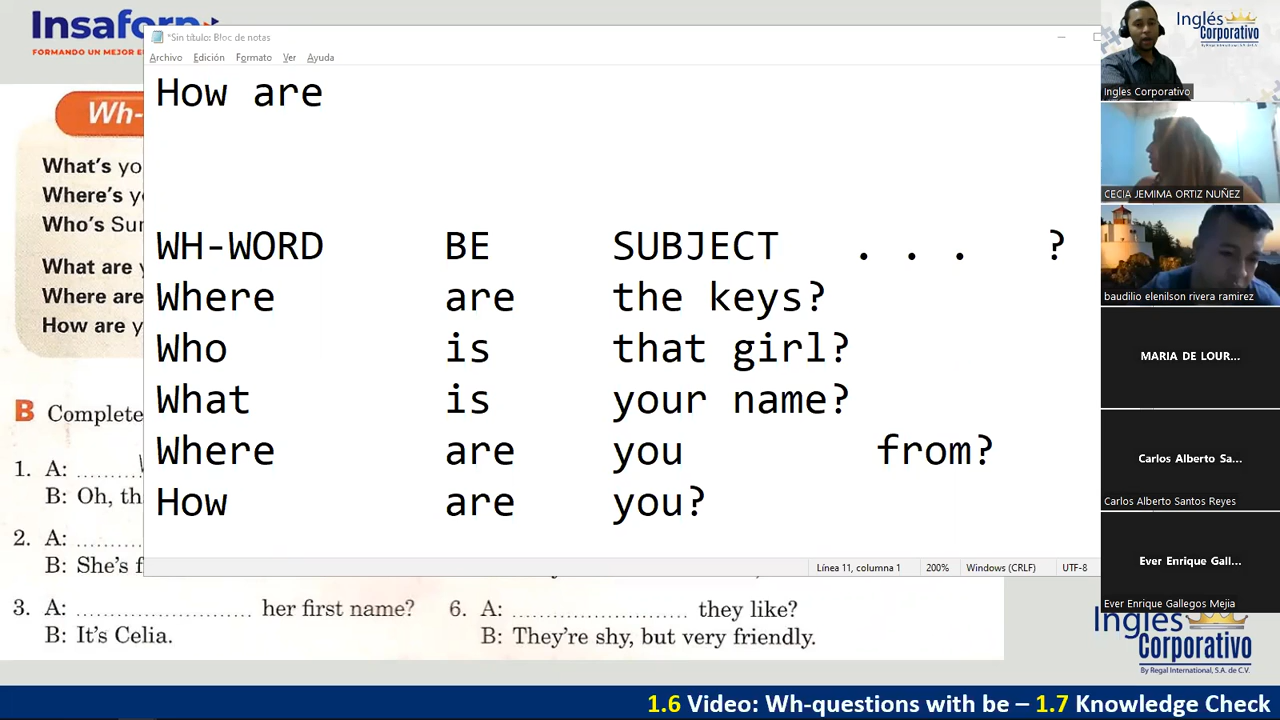 Insafor
FORMANDO UN MEJOR E
*Sin título: Bloc de notas
Archivo Edición Formato Ver Ayuda
How are
WH-WORD BE SUBJECT . . . ?
Where are the keys?
Who is that girl?
What is your name?
Where are you from?
How are you?
Línea 11, columna 1 200% Windows (CRLF) UTF-8
Wh-
What's yo
Where's y
Who's Sun
What are y
Where are
How are y
B Complete
1. A:
B: Oh, th
2. A:
B: She's f
3. A: .............................. her first name?
B: It's Celia.
6. A: .............................. they like?
B: They're shy, but very friendly.
Inglés
Corporativo
By Regal International, S.A. de C.V.
Ingles Corporativo
CECIA JEMIMA ORTIZ NUÑEZ
baudilio elenilson rivera ramirez
MARIA DE LOUR...
Carlos Alberto Sa...
Carlos Alberto Santos Reyes
Ever Enrique Gall...
Ever Enrique Gallegos Mejia
Inglés
Corporativo
By Regal International, S.A. de C.V.
1.6 Video: Wh-questions with be – 1.7 Knowledge Check